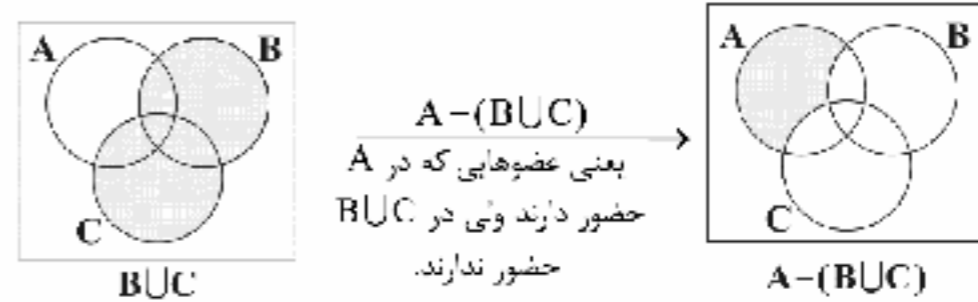 A
B
C
B∪C
A−(B∪C)
یعنی عضوهایی که در A
حضور دارند ولی در B∪C
حضور ندارند.
A
B
C
A−(B∪C)